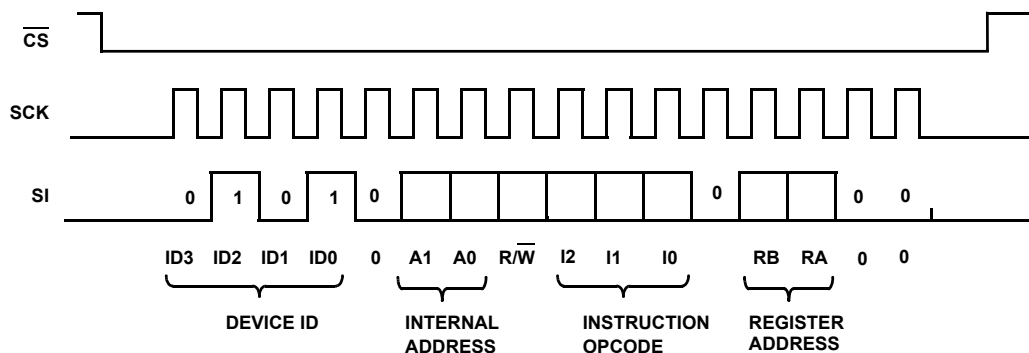 CS
SCK
SI
0 1 0 1 0 0 0 0
ID3 ID2 ID1 ID0 0 A1 A0 R/W I2 I1 I0 RB RA 0 0
DEVICE ID
INTERNAL
ADDRESS
INSTRUCTION
OPCODE
REGISTER
ADDRESS